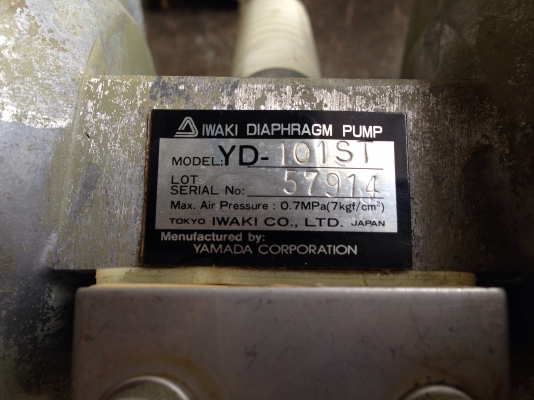 IWAKI DIAPHRAGM PUMP
MODEL: YD-101ST
LOT
SERIAL No: 57914
Max. Air Pressure : 0.7MPa(7kgf/cm²)
TOKYO IWAKI CO., LTD. JAPAN
Menufactured by:
YAMADA CORPORATION